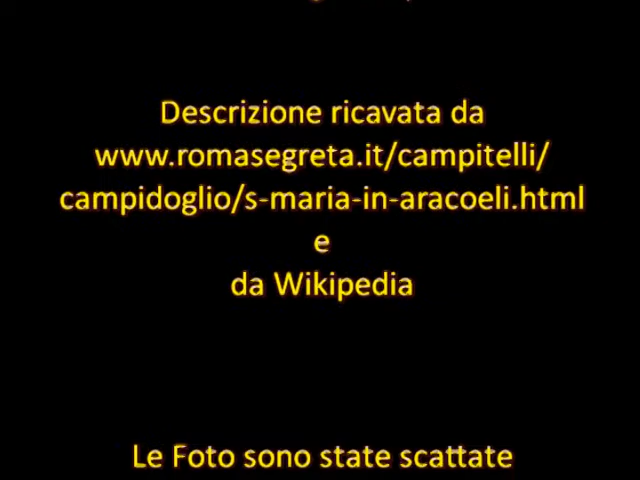 Descrizione ricavata da
www.romasegreta.it/campitelli/
campidoglio/s-maria-in-aracoeli.html
e
da Wikipedia
Le Foto sono state scattate